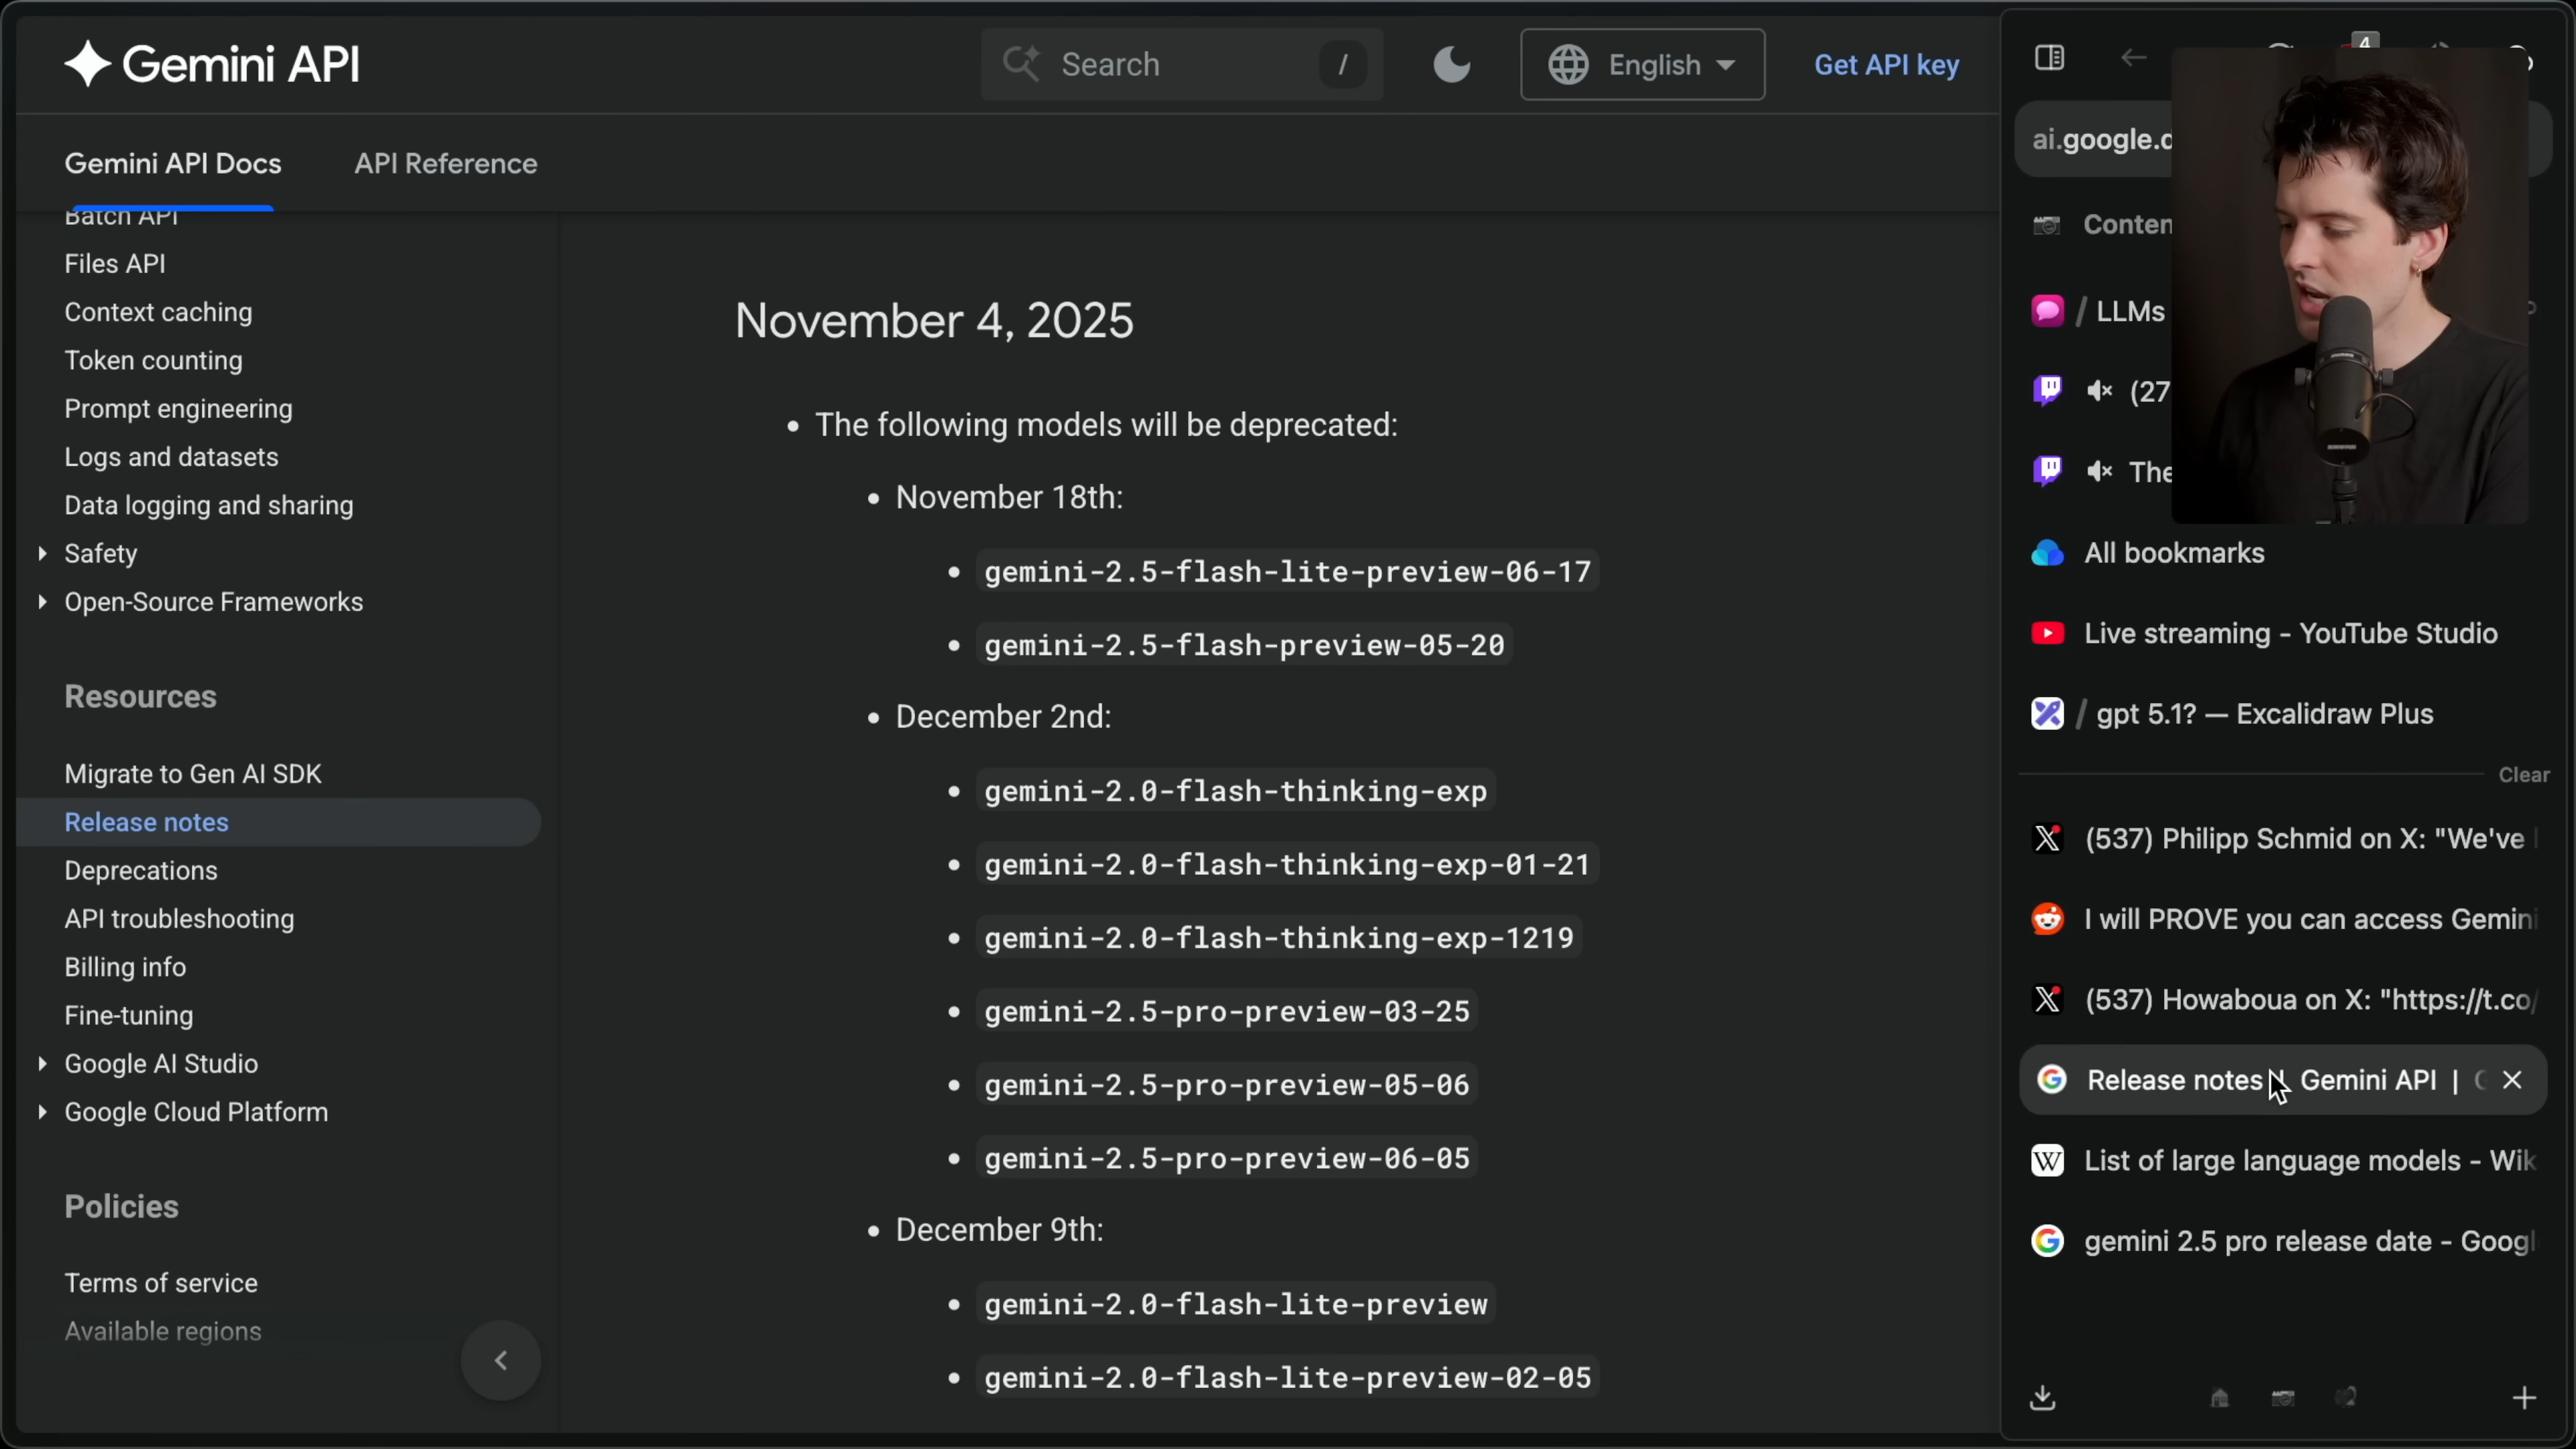 Gemini API
Search
/
English
Get API key
Gemini API Docs
API Reference
Batch API
Files API
Context caching
Token counting
Prompt engineering
Logs and datasets
Data logging and sharing
Safety
Open-Source Frameworks
Resources
Migrate to Gen AI SDK
Release notes
Deprecations
API troubleshooting
Billing info
Fine-tuning
Google AI Studio
Google Cloud Platform
Policies
Terms of service
Available regions
November 4, 2025
The following models will be deprecated:
November 18th:
gemini-2.5-flash-lite-preview-06-17
gemini-2.5-flash-preview-05-20
December 2nd:
gemini-2.0-flash-thinking-exp
gemini-2.0-flash-thinking-exp-01-21
gemini-2.0-flash-thinking-exp-1219
gemini-2.5-pro-preview-03-25
gemini-2.5-pro-preview-05-06
gemini-2.5-pro-preview-06-05
December 9th:
gemini-2.0-flash-lite-preview
gemini-2.0-flash-lite-preview-02-05
4
ai.google.d
Conten
/ LLMs
(27
The
All bookmarks
Live streaming - YouTube Studio
/ gpt 5.1? — Excalidraw Plus
Clear
(537) Philipp Schmid on X: "We've
I will PROVE you can access Gemini
(537) Howaboua on X: "https://t.co/
Release notes | Gemini API |
List of large language models - Wik
gemini 2.5 pro release date - Googl